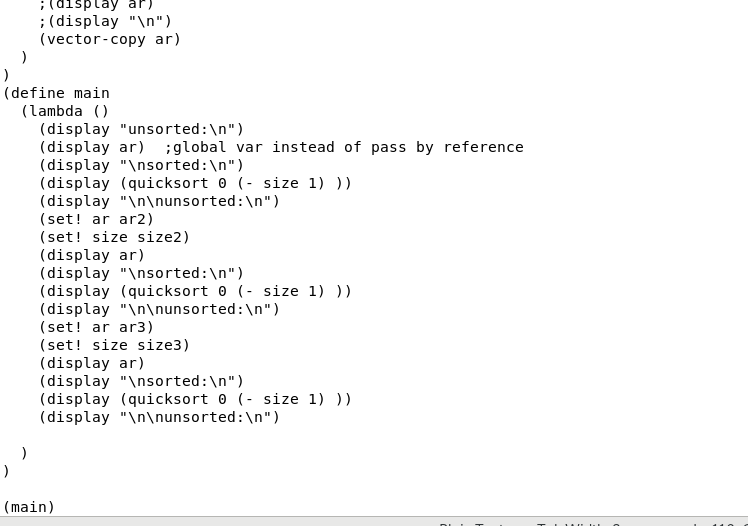 ;(display ar)
;(display "\n")
(vector-copy ar)
)
)
(define main
(lambda ()
(display "unsorted:\n")
(display ar)  ;global var instead of pass by reference
(display "\nsorted:\n")
(display (quicksort 0 (- size 1) ))
(display "\n\nunsorted:\n")
(set! ar ar2)
(set! size size2)
(display ar)
(display "\nsorted:\n")
(display (quicksort 0 (- size 1) ))
(display "\n\nunsorted:\n")
(set! ar ar3)
(set! size size3)
(display ar)
(display "\nsorted:\n")
(display (quicksort 0 (- size 1) ))
(display "\n\nunsorted:\n")
)
)
(main)